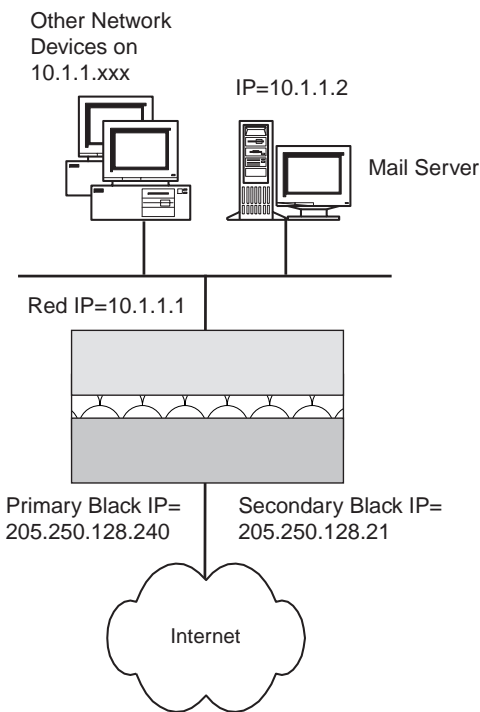 Other Network
Devices on
10.1.1.xxx
IP=10.1.1.2
Mail Server
Red IP=10.1.1.1
Primary Black IP=
205.250.128.240
Secondary Black IP=
205.250.128.21
Internet